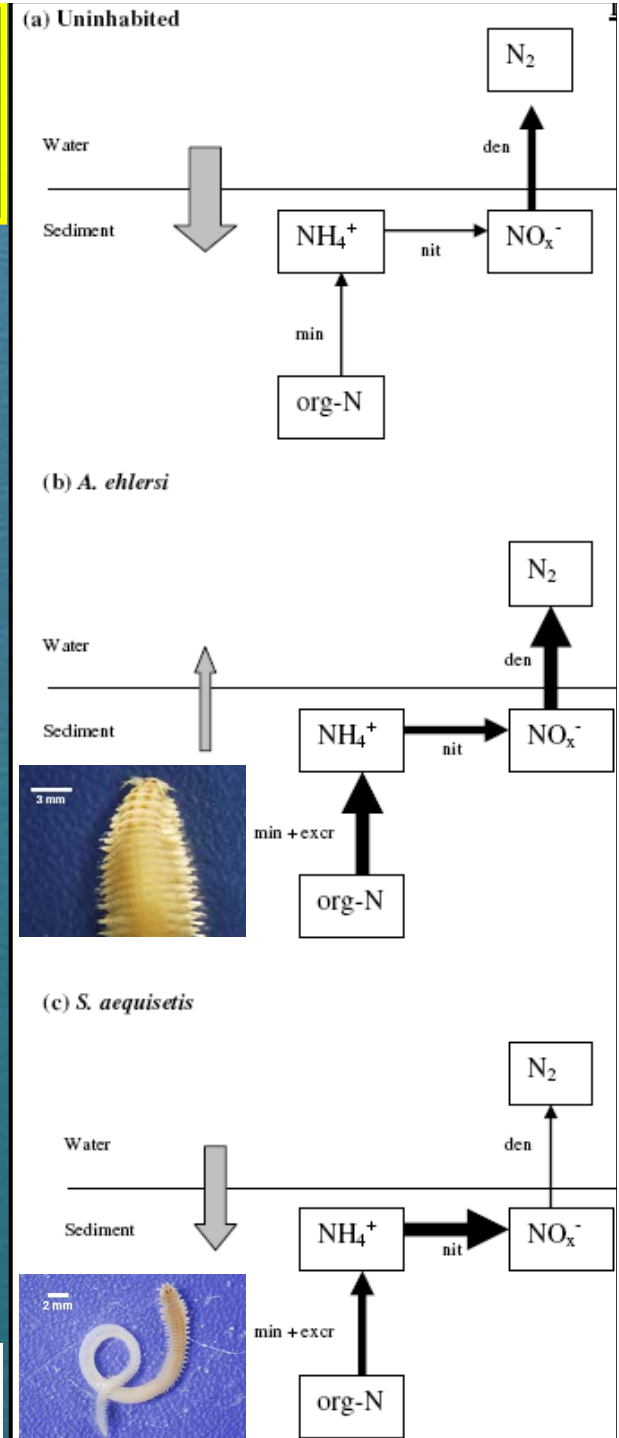 (a) Uninhabited
N₂
Water
den
Sediment
NH₄⁺
nit
NOₓ⁻
min
org-N
(b) A. ehlersi
N₂
Water
den
Sediment
NH₄⁺
nit
NOₓ⁻
3 mm
min + excr
org-N
(c) S. aequisetis
N₂
Water
den
Sediment
NH₄⁺
nit
NOₓ⁻
2 mm
min + excr
org-N